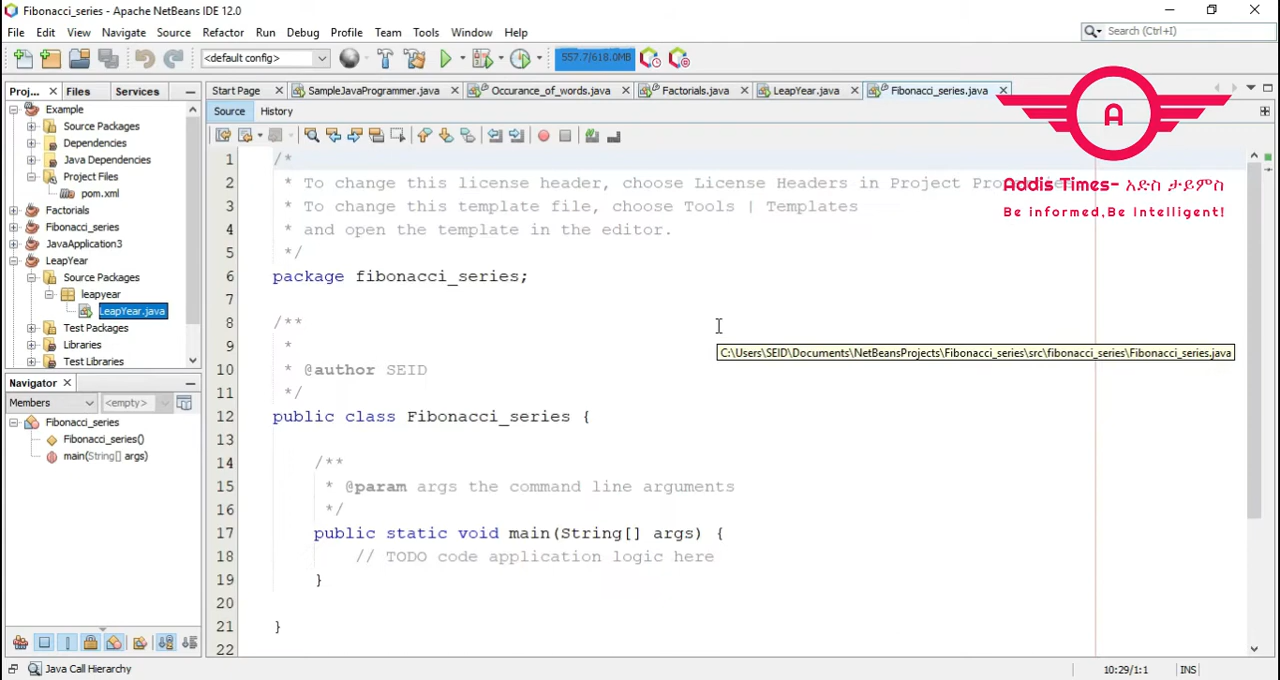 Fibonacci_series - Apache NetBeans IDE 12.0
File Edit View Navigate Source Refactor Run Debug Profile Team Tools Window Help
Search (Ctrl+I)
<default config>
557.7/618.0MB
Proj... Files Services
Start Page SampleJavaProgrammer.java Occurance_of_words.java Factorials.java LeapYear.java Fibonacci_series.java
Source History
Example
Source Packages
Dependencies
Java Dependencies
Project Files
pom.xml
Factorials
Fibonacci_series
JavaApplication3
LeapYear
Source Packages
leapyear
LeapYear.java
Test Packages
Libraries
Test Libraries
Navigator
Members <empty>
Fibonacci_series
Fibonacci_series()
main(String[] args)
1 /*
2 * To change this license header, choose License Headers in Project
3 * To change this template file, choose Tools | Templates
4 * and open the template in the editor.
5 */
6 package fibonacci_series;
7
8 /**
9 *
10 * @author SEID
11 */
12 public class Fibonacci_series {
13
14 /**
15 * @param args the command line arguments
16 */
17 public static void main(String[] args) {
18 // TODO code application logic here
19 }
20
21 }
22
C:\Users\SEID\Documents\NetBeansProjects\Fibonacci_series\src\fibonacci_series\Fibonacci_series.java
A
Addis Times- አድስ ታይምስ
Be informed,Be Intelligent!
Java Call Hierarchy
10:29/1:1 INS